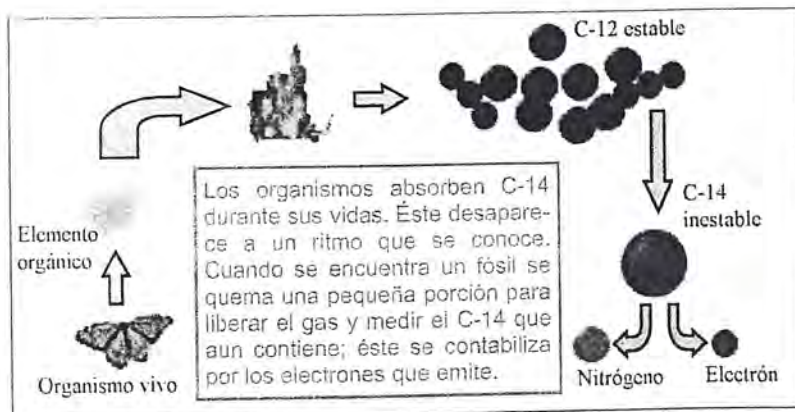 C-12 estable
Los organismos absorben C-14
durante sus vidas. Éste desapare-
ce a un ritmo que se conoce.
Cuando se encuentra un fósil se
quema una pequeña porción para
liberar el gas y medir el C-14 que
aun contiene; éste se contabiliza
por los electrones que emite.
C-14
inestable
Elemento
orgánico
Organismo vivo
Nitrógeno
Electrón